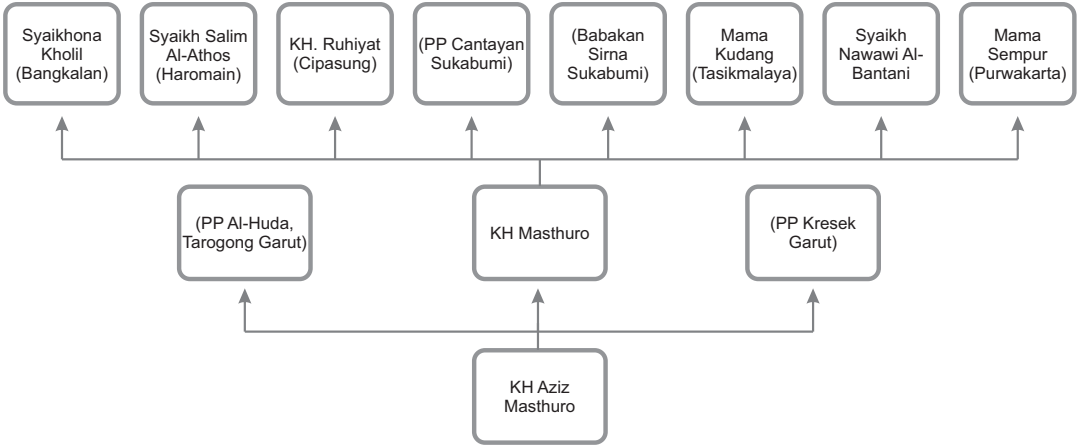 Syaikhona
Kholil
(Bangkalan)
Syaikh Salim
Al-Athos
(Haromain)
KH. Ruhiyat
(Cipasung)
(PP Cantayan
Sukabumi)
(Babakan
Sirna
Sukabumi)
Mama
Kudang
(Tasikmalaya)
Syaikh
Nawawi Al-
Bantani
Mama
Sempur
(Purwakarta)
(PP Al-Huda,
Tarogong Garut)
KH Masthuro
(PP Kresek
Garut)
KH Aziz
Masthuro